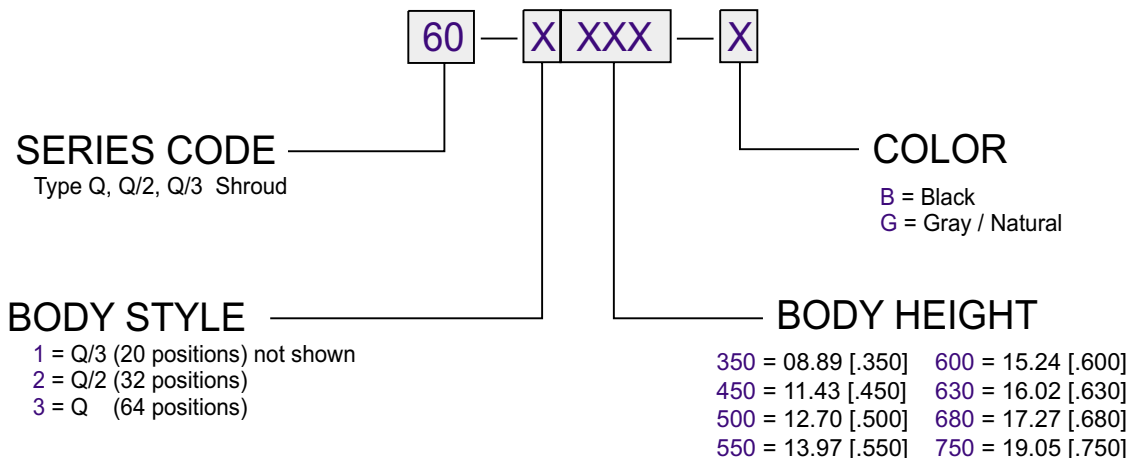 60 — X XXX — X
SERIES CODE
Type Q, Q/2, Q/3 Shroud
COLOR
B = Black
G = Gray / Natural
BODY STYLE
1 = Q/3 (20 positions) not shown
2 = Q/2 (32 positions)
3 = Q (64 positions)
BODY HEIGHT
350 = 08.89 [.350] 600 = 15.24 [.600]
450 = 11.43 [.450] 630 = 16.02 [.630]
500 = 12.70 [.500] 680 = 17.27 [.680]
550 = 13.97 [.550] 750 = 19.05 [.750]